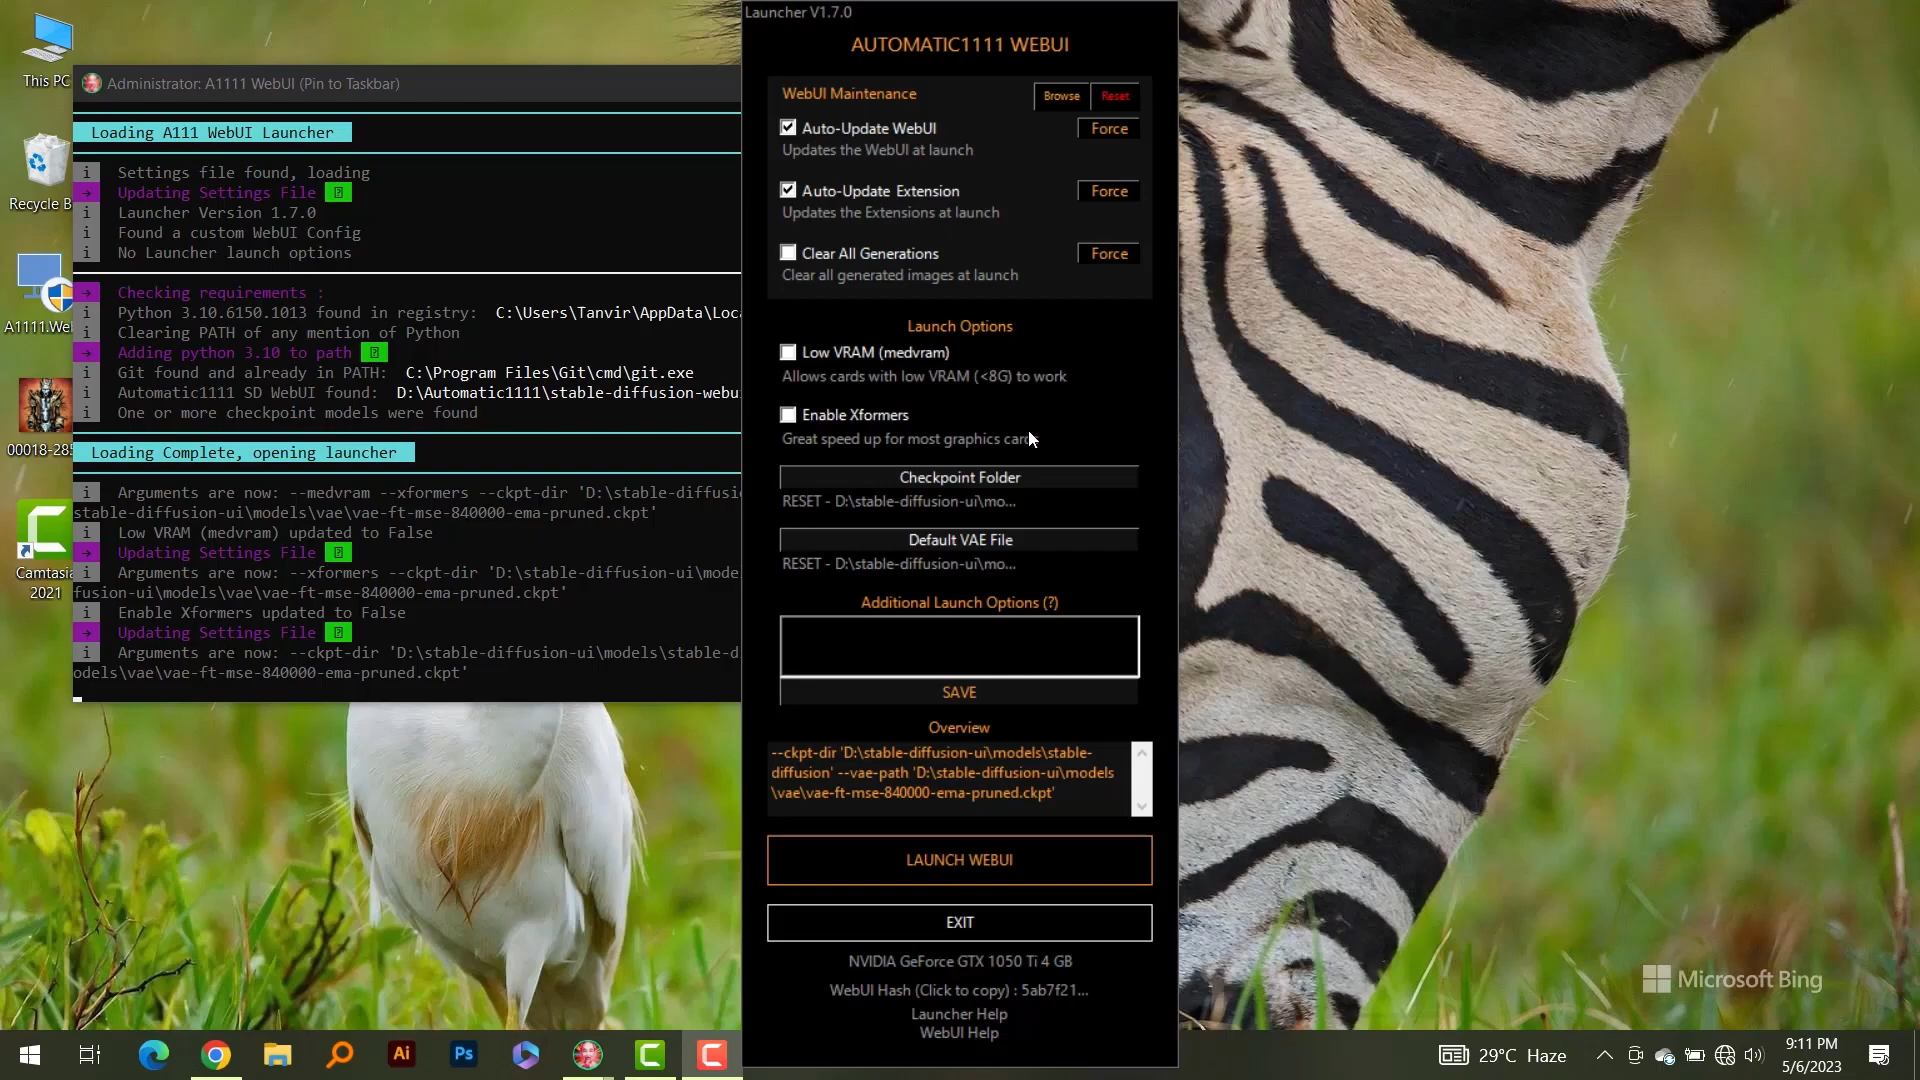 This PC
Recycle B
A1111.We
00018-285
Camtasia
2021
Administrator: A1111 WebUI (Pin to Taskbar)
Loading A111 WebUI Launcher
i Settings file found, loading
→ Updating Settings File
i Launcher Version 1.7.0
i Found a custom WebUI Config
i No Launcher launch options
→ Checking requirements :
i Python 3.10.6150.1013 found in registry: C:\Users\Tanvir\AppData\Loca
i Clearing PATH of any mention of Python
→ Adding python 3.10 to path
i Git found and already in PATH: C:\Program Files\Git\cmd\git.exe
i Automatic1111 SD WebUI found: D:\Automatic1111\stable-diffusion-webu
i One or more checkpoint models were found
Loading Complete, opening launcher
i Arguments are now: --medvram --xformers --ckpt-dir 'D:\stable-diffusi
stable-diffusion-ui\models\vae\vae-ft-mse-840000-ema-pruned.ckpt'
i Low VRAM (medvram) updated to False
→ Updating Settings File
i Arguments are now: --xformers --ckpt-dir 'D:\stable-diffusion-ui\mode
fusion-ui\models\vae\vae-ft-mse-840000-ema-pruned.ckpt'
i Enable Xformers updated to False
→ Updating Settings File
i Arguments are now: --ckpt-dir 'D:\stable-diffusion-ui\models\stable-d
odels\vae\vae-ft-mse-840000-ema-pruned.ckpt'
Launcher V1.7.0
AUTOMATIC1111 WEBUI
WebUI Maintenance Browse Reset
Auto-Update WebUI Force
Updates the WebUI at launch
Auto-Update Extension Force
Updates the Extensions at launch
Clear All Generations Force
Clear all generated images at launch
Launch Options
Low VRAM (medvram)
Allows cards with low VRAM (<8G) to work
Enable Xformers
Great speed up for most graphics car
Checkpoint Folder
RESET - D:\stable-diffusion-ui\mo...
Default VAE File
RESET - D:\stable-diffusion-ui\mo...
Additional Launch Options (?)
SAVE
Overview
--ckpt-dir 'D:\stable-diffusion-ui\models\stable-
diffusion' --vae-path 'D:\stable-diffusion-ui\models
\vae\vae-ft-mse-840000-ema-pruned.ckpt'
LAUNCH WEBUI
EXIT
NVIDIA GeForce GTX 1050 Ti 4 GB
WebUI Hash (Click to copy) : 5ab7f21...
Launcher Help
WebUI Help
Microsoft Bing
Ai
Ps
29°C Haze
9:11 PM
5/6/2023